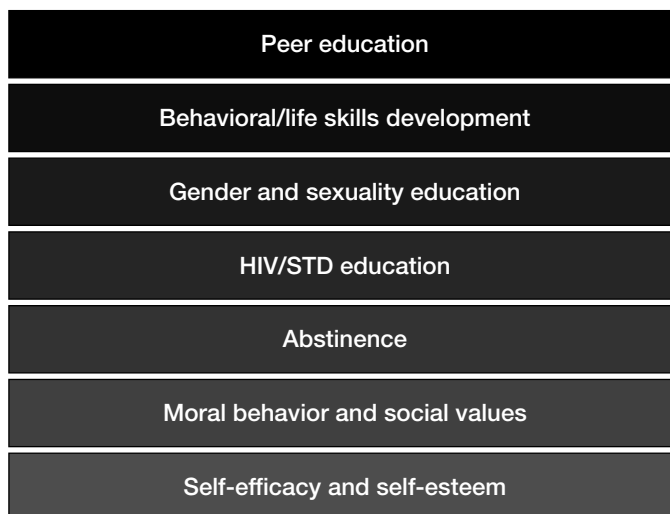 Peer education
Behavioral/life skills development
Gender and sexuality education
HIV/STD education
Abstinence
Moral behavior and social values
Self-efficacy and self-esteem